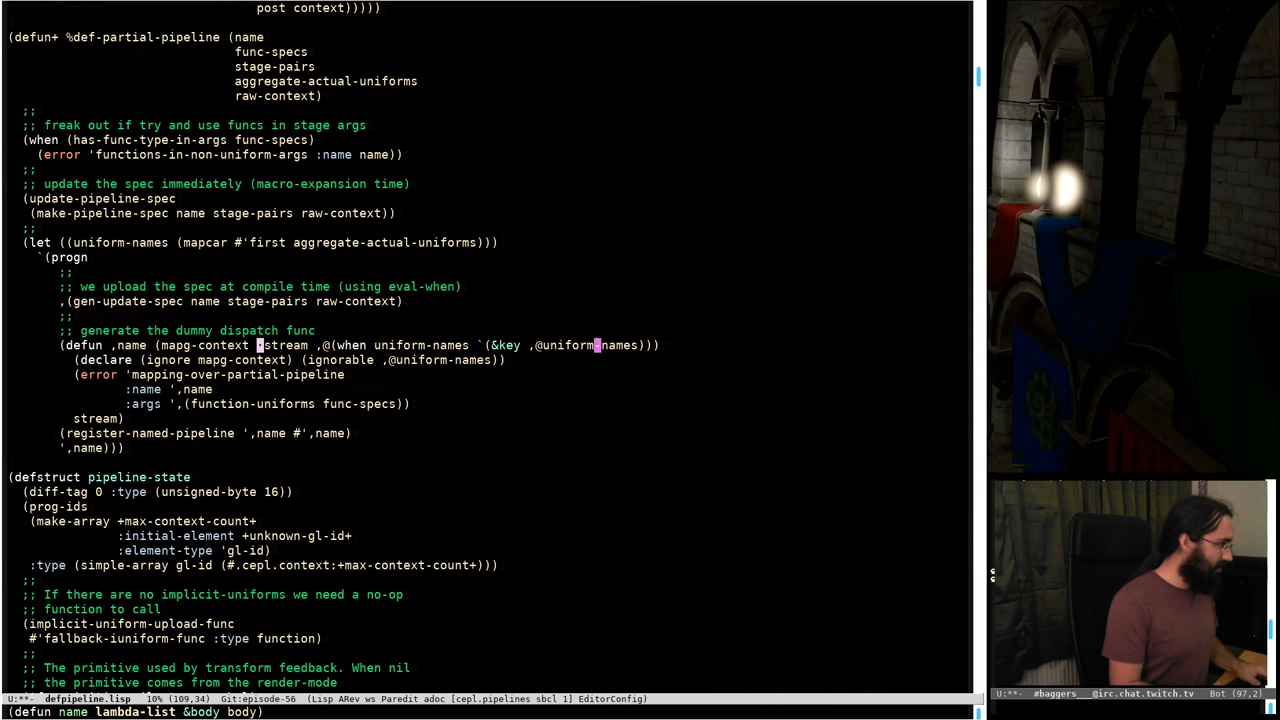 post context)))))
(defun+ %def-partial-pipeline (name
func-specs
stage-pairs
aggregate-actual-uniforms
raw-context)
;;
;; freak out if try and use funcs in stage args
(when (has-func-type-in-args func-specs)
(error 'functions-in-non-uniform-args :name name))
;;
;; update the spec immediately (macro-expansion time)
(update-pipeline-spec
(make-pipeline-spec name stage-pairs raw-context))
;;
(let ((uniform-names (mapcar #'first aggregate-actual-uniforms)))
`(progn
;;
;; we upload the spec at compile time (using eval-when)
,(gen-update-spec name stage-pairs raw-context)
;;
;; generate the dummy dispatch func
(defun ,name (mapg-context stream ,@(when uniform-names `(&key ,@uniform-names)))
(declare (ignore mapg-context) (ignorable ,@uniform-names))
(error 'mapping-over-partial-pipeline
:name ',name
:args ',(function-uniforms func-specs))
stream)
(register-named-pipeline ',name #',name)
',name)))
(defstruct pipeline-state
(diff-tag 0 :type (unsigned-byte 16))
(prog-ids
(make-array +max-context-count+
:initial-element +unknown-gl-id+
:element-type 'gl-id)
:type (simple-array gl-id (#.cepl.context:+max-context-count+)))
;;
;; If there are no implicit-uniforms we need a no-op
;; function to call
(implicit-uniform-upload-func
#'fallback-iuniform-func :type function)
;;
;; The primitive used by transform feedback. When nil
;; the primitive comes from the render-mode
U:**- defpipeline.lisp 10% (109,34) Git:episode-56 (Lisp ARev ws Paredit adoc [cepl.pipelines sbcl 1] EditorConfig)
(defun name lambda-list &body body)
U:**- #baggers___@irc.chat.twitch.tv Bot (97,2)